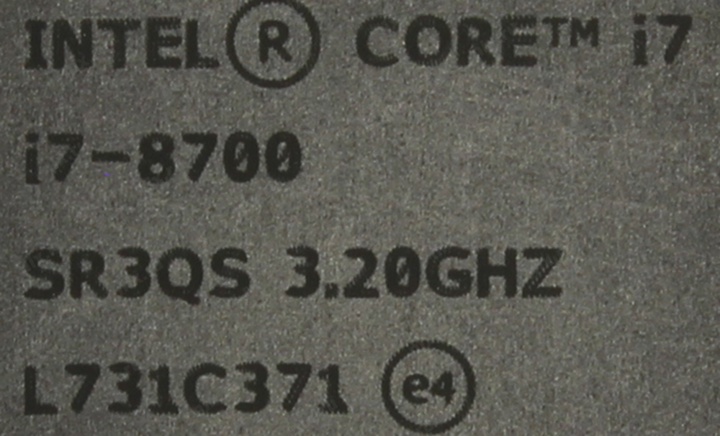 INTEL® CORE™ i7
i7-8700
SR3QS 3.20GHZ
L731C371 e4